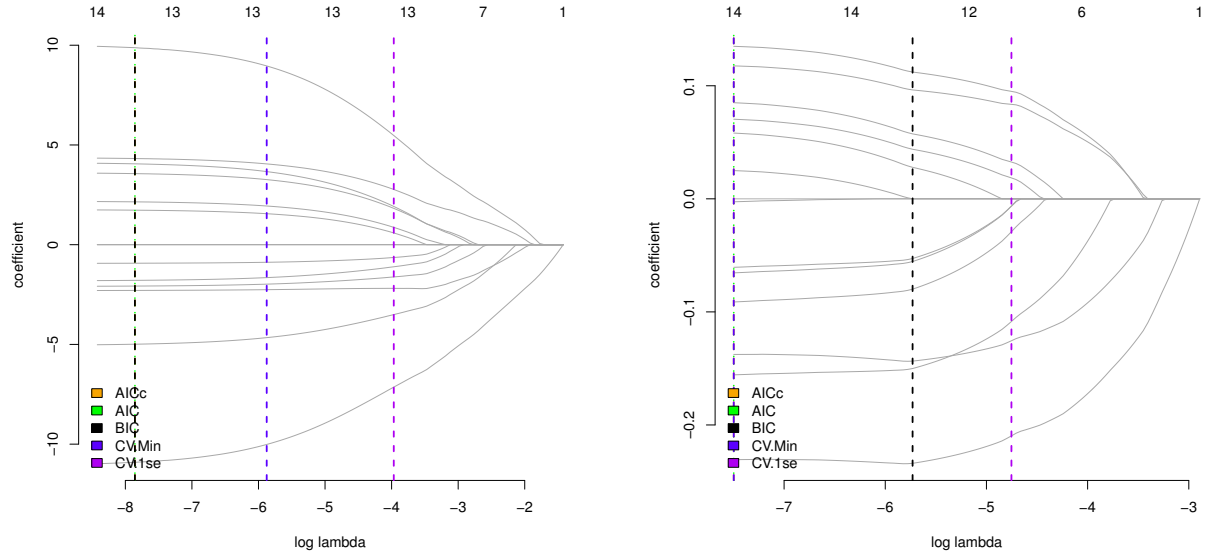 14 13 13 13 13 7 1
coefficient
10
5
0
−5
−10
AICc
AIC
BIC
CV.Min
CV.1se
−8 −7 −6 −5 −4 −3 −2
log lambda
14 14 12 6 1
coefficient
0.1
0.0
−0.1
−0.2
AICc
AIC
BIC
CV.Min
CV.1se
−7 −6 −5 −4 −3
log lambda